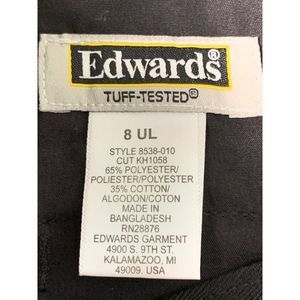 Edwards®
TUFF-TESTED®
8 UL
STYLE 8538-010
CUT KH1058
65% POLYESTER/
POLIESTER/POLYESTER
35% COTTON/
ALGODON/COTON
MADE IN
BANGLADESH
RN28876
EDWARDS GARMENT
4900 S. 9TH ST.
KALAMAZOO, MI
49009. USA